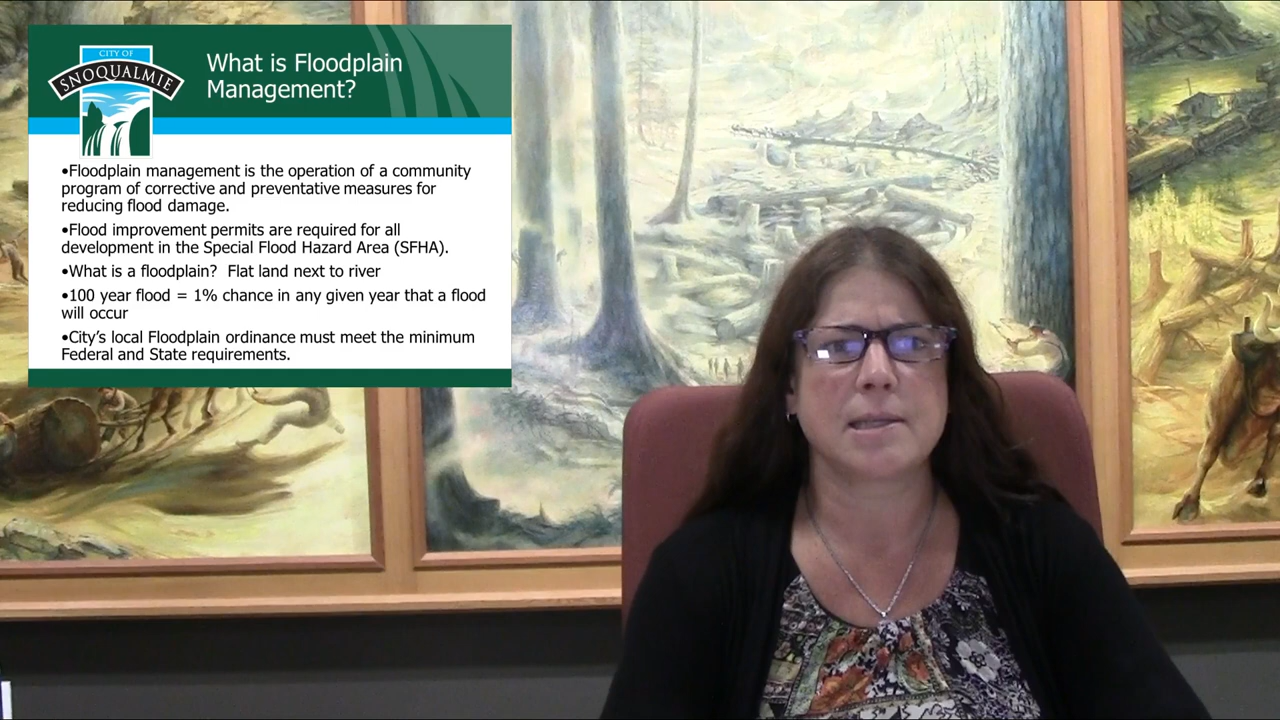 CITY OF
SNOQUALMIE
What is Floodplain
Management?
•Floodplain management is the operation of a community
program of corrective and preventative measures for
reducing flood damage.
•Flood improvement permits are required for all
development in the Special Flood Hazard Area (SFHA).
•What is a floodplain?  Flat land next to river
•100 year flood = 1% chance in any given year that a flood
will occur
•City’s local Floodplain ordinance must meet the minimum
Federal and State requirements.